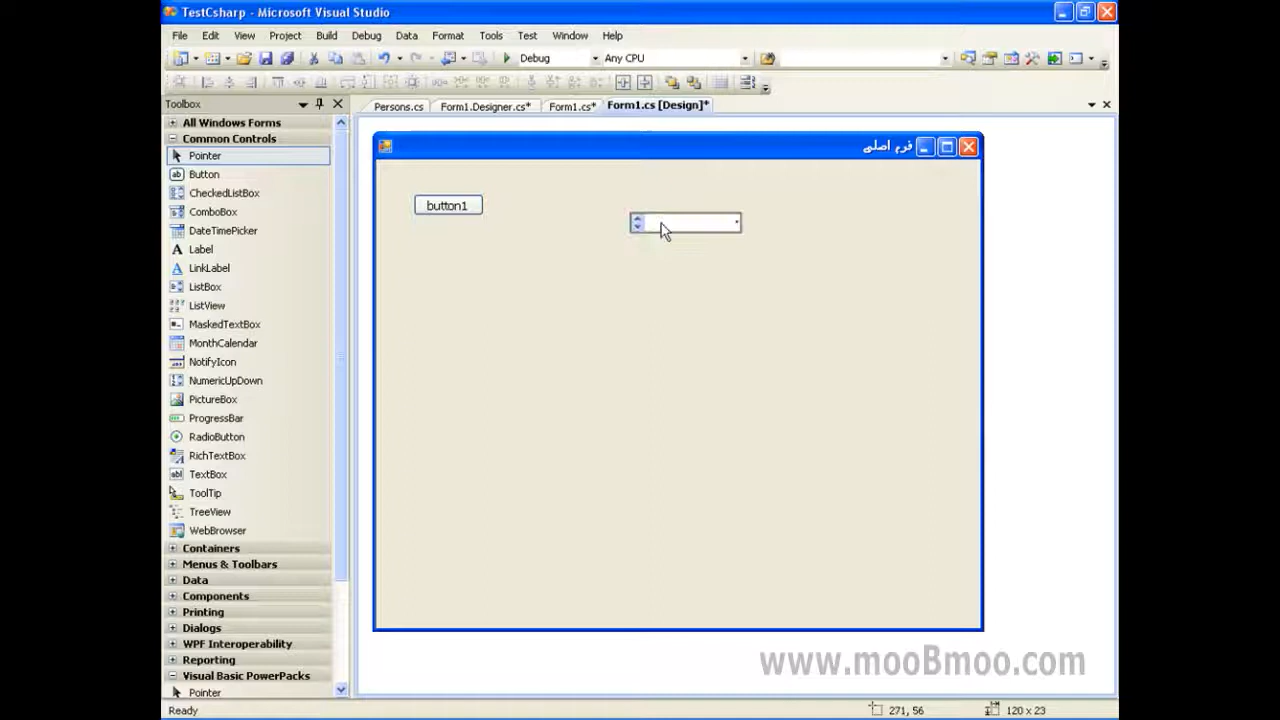 TestCsharp - Microsoft Visual Studio
File Edit View Project Build Debug Data Format Tools Test Window Help
Debug Any CPU
Toolbox
Persons.cs Form1.Designer.cs* Form1.cs* Form1.cs [Design]*
All Windows Forms
Common Controls
Pointer
Button
CheckedListBox
ComboBox
DateTimePicker
Label
LinkLabel
ListBox
ListView
MaskedTextBox
MonthCalendar
NotifyIcon
NumericUpDown
PictureBox
ProgressBar
RadioButton
RichTextBox
TextBox
ToolTip
TreeView
WebBrowser
Containers
Menus & Toolbars
Data
Components
Printing
Dialogs
WPF Interoperability
Reporting
Visual Basic PowerPacks
Pointer
فرم اصلی
button1
www.mooBmoo.com
Ready 271, 56 120 x 23